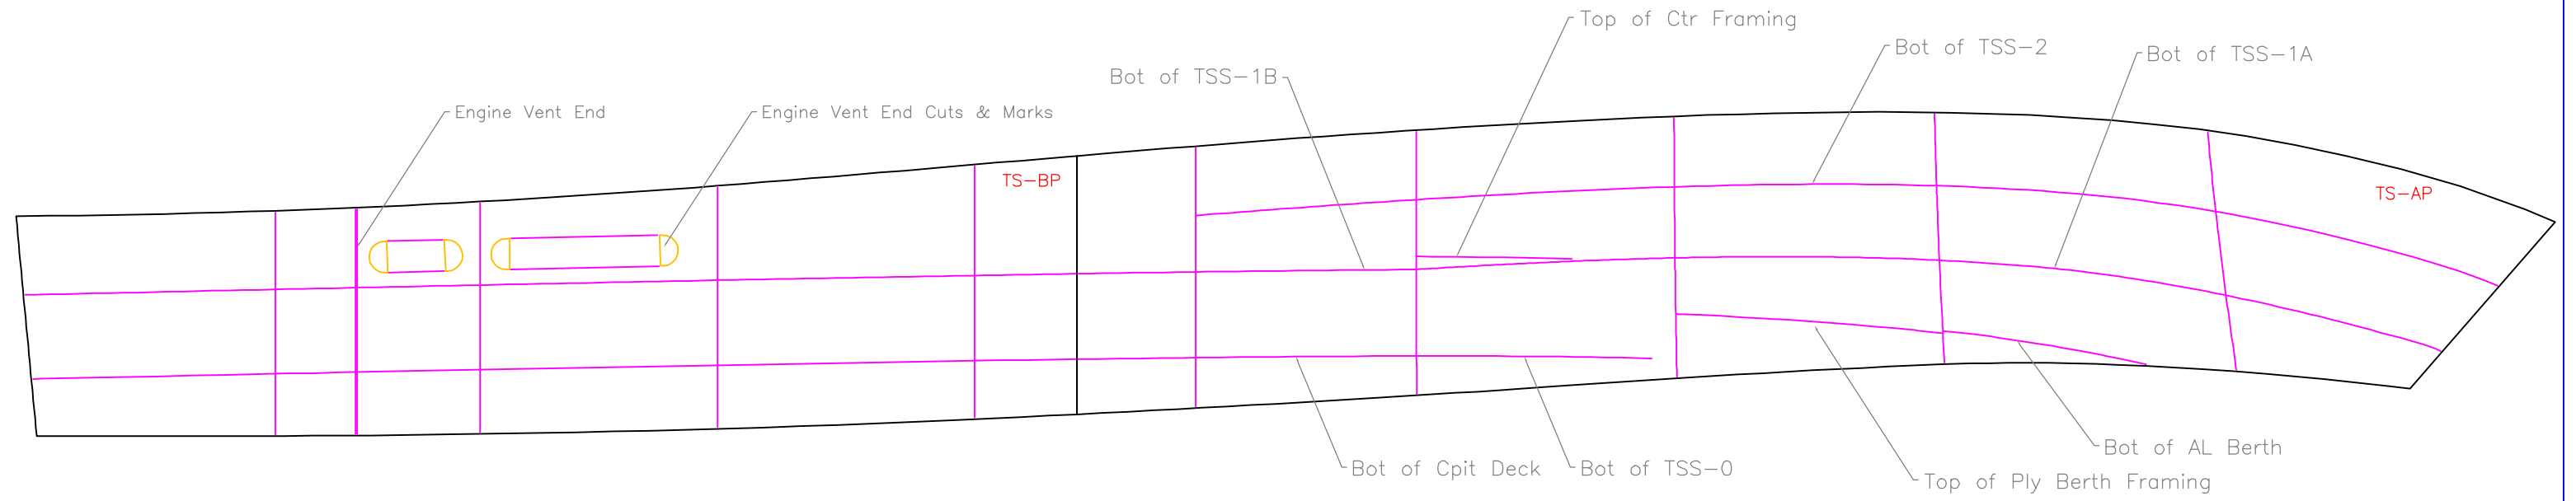 Top of Ctr Framing
Bot of TSS-2
Bot of TSS-1A
Bot of TSS-1B
Engine Vent End
Engine Vent End Cuts & Marks
TS-BP
TS-AP
Bot of AL Berth
Bot of Cpit Deck
Bot of TSS-0
Top of Ply Berth Framing